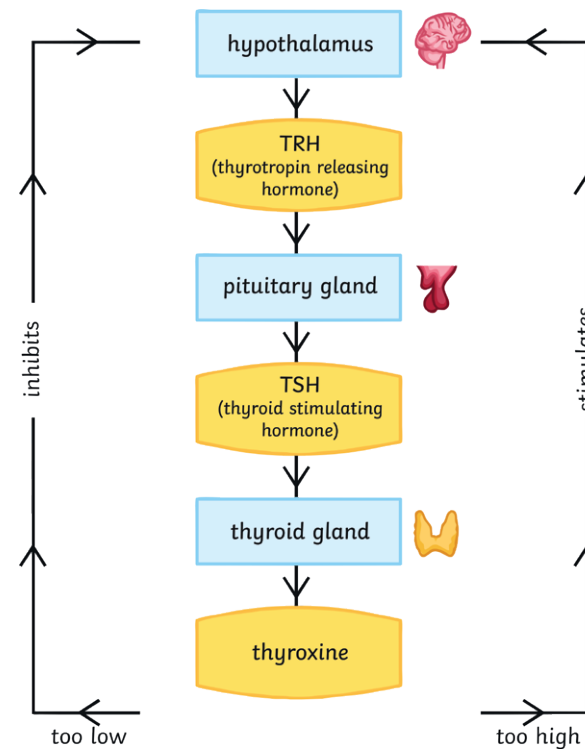 hypothalamus
TRH
(thyrotropin releasing
hormone)
pituitary gland
inhibits
stimulates
TSH
(thyroid stimulating
hormone)
thyroid gland
thyroxine
too low
too high